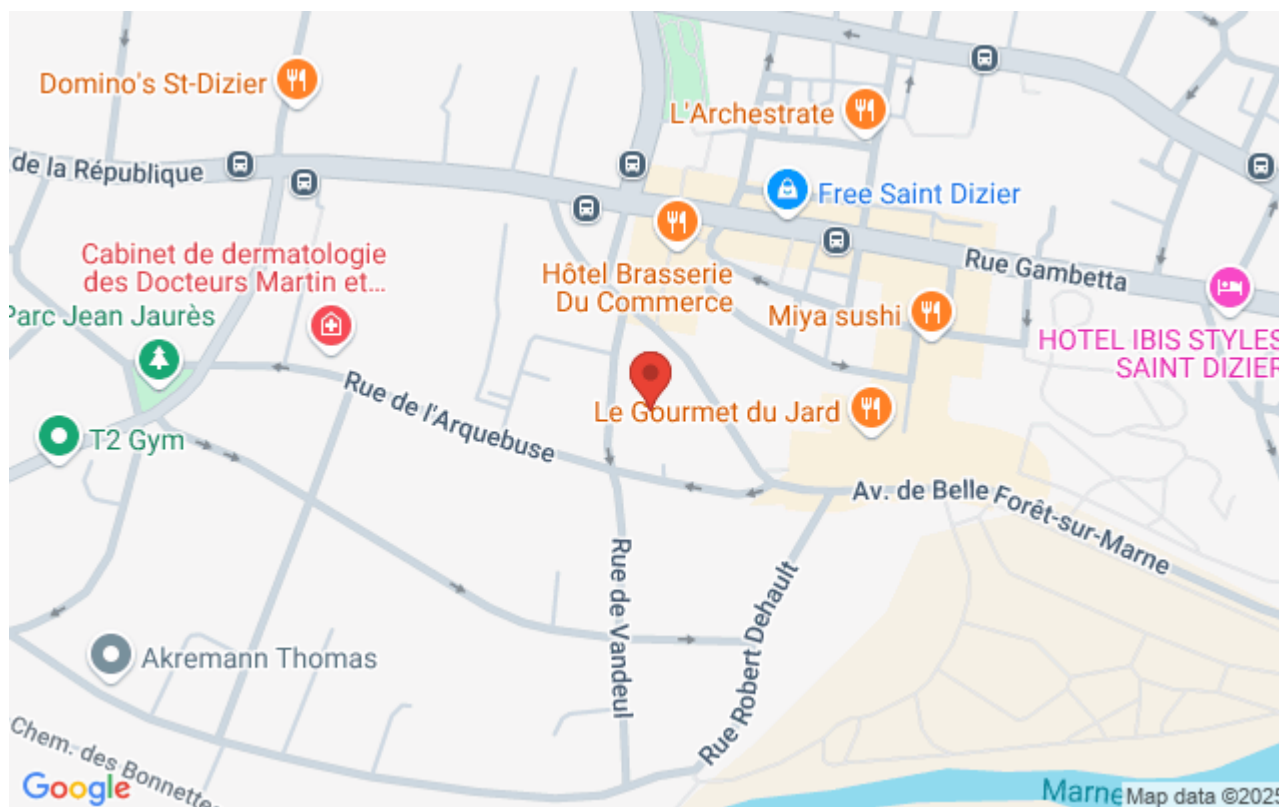 Domino's St-Dizier
L'Archestrate
de la République
Free Saint Dizier
Cabinet de dermatologie
des Docteurs Martin et...
Hôtel Brasserie
Du Commerce
Rue Gambetta
Parc Jean Jaurès
Miya sushi
HOTEL IBIS STYLES
SAINT DIZIER
Rue de l'Arquebuse
Le Gourmet du Jard
T2 Gym
Av. de Belle Forêt-sur-Marne
Rue de Vandeul
Rue Robert Dehault
Akremann Thomas
Chem. des Bonnettes
Google
Marne
Map data ©2025